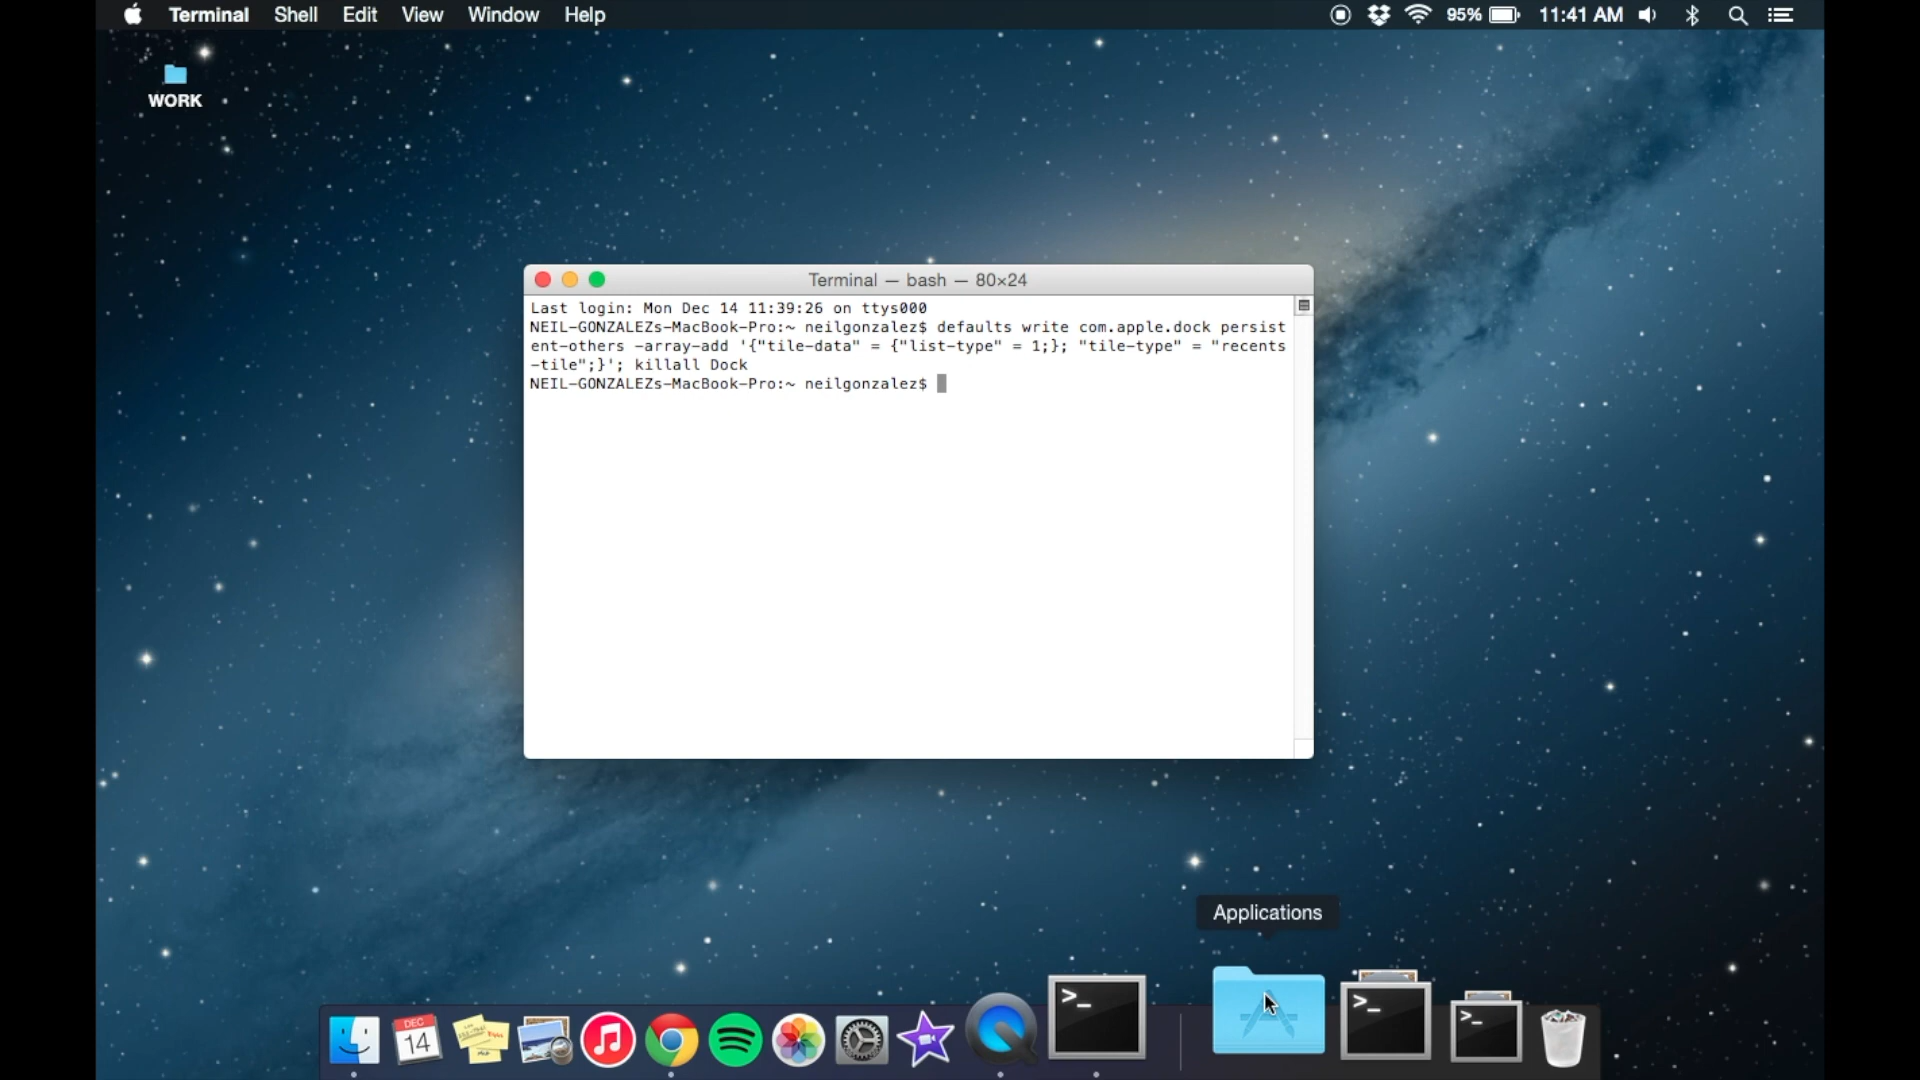 Terminal Shell Edit View Window Help 95% 11:41 AM
WORK
Terminal — bash — 80×24
Last login: Mon Dec 14 11:39:26 on ttys000
NEIL-GONZALEZs-MacBook-Pro:~ neilgonzalez$ defaults write com.apple.dock persist
ent-others -array-add '{"tile-data" = {"list-type" = 1;}; "tile-type" = "recents
-tile";}'; killall Dock
NEIL-GONZALEZs-MacBook-Pro:~ neilgonzalez$
Applications
>_
>_
>_
DEC
14